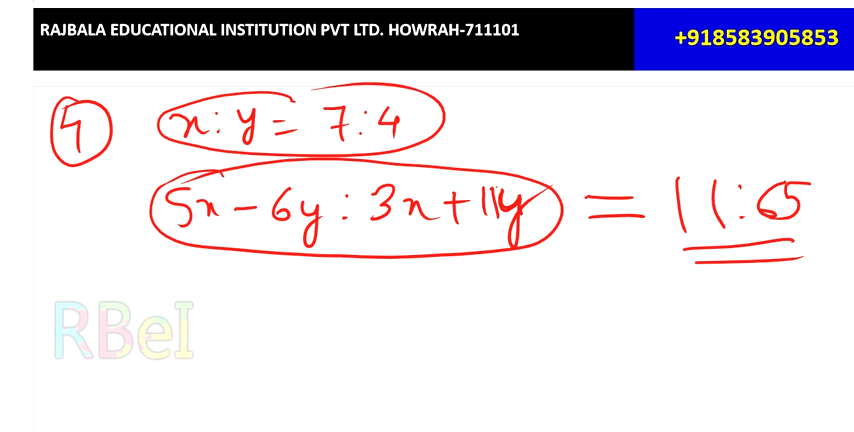 RAJBALA EDUCATIONAL INSTITUTION PVT LTD. HOWRAH-711101
+918583905853
4 x : y = 7 : 4
5x - 6y : 3x + 11y = 11 : 65
RBeI